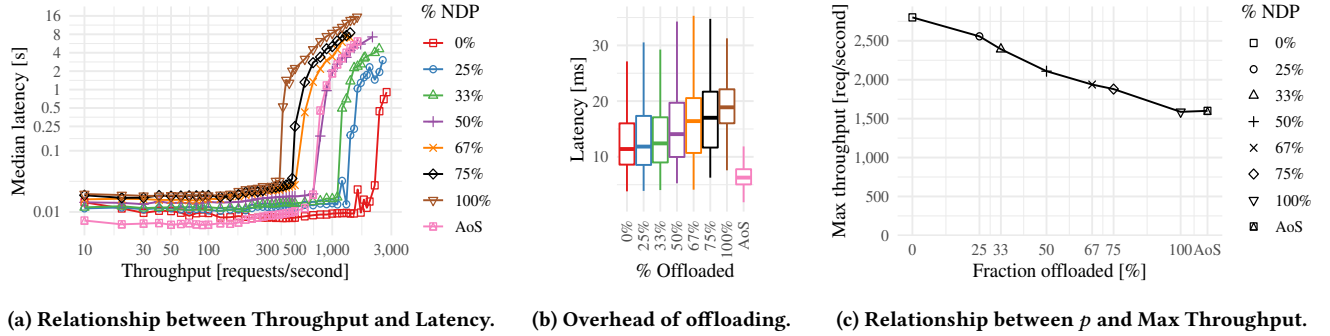 16
8
4
2
1
0.5
0.25
0.1
0.01
Median latency [s]
10 30 50 100 300 500 1,000 3,000
Throughput [requests/second]
% NDP
0%
25%
33%
50%
67%
75%
100%
AoS
(a) Relationship between Throughput and Latency.
30
20
10
Latency [ms]
0% 25% 33% 50% 67% 75% 100% AoS
% Offloaded
(b) Overhead of offloading.
2,500
2,000
1,500
1,000
500
0
Max throughput [req/second]
0 25 33 50 67 75 100 AoS
Fraction offloaded [%]
% NDP
0%
25%
33%
50%
67%
75%
100%
AoS
(c) Relationship between p and Max Throughput.